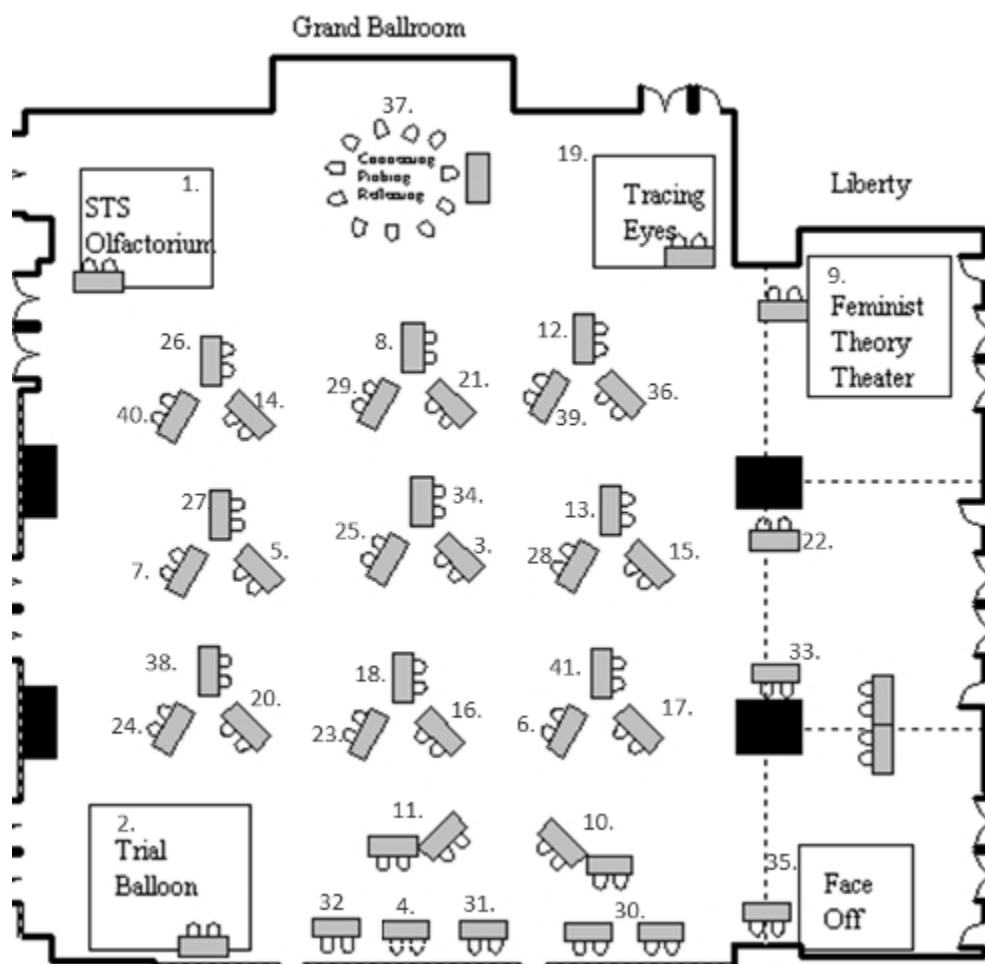 Grand Ballroom
37.
19.
1.
STS
Olfactorium
Probing
Tracing
Eyes
Liberty
9.
Feminist
Theory
Theater
26.
8.
12.
40.
14.
29.
21.
39.
36.
27.
34.
13.
7.
5.
25.
3.
28.
15.
22.
38.
18.
41.
33.
24.
20.
23.
16.
6.
17.
2.
Trial
Balloon
11.
10.
35.
Face
Off
32
4.
31.
30.